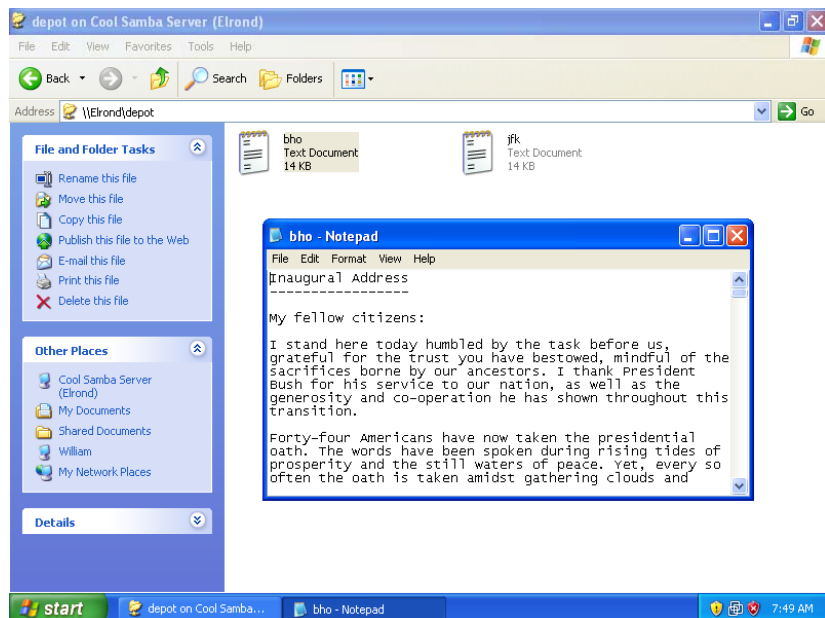 depot on Cool Samba Server (Elrond)
File Edit View Favorites Tools Help
Back Search Folders
Address \\Elrond\depot Go
File and Folder Tasks
Rename this file
Move this file
Copy this file
Publish this file to the Web
E-mail this file
Print this file
Delete this file
Other Places
Cool Samba Server
(Elrond)
My Documents
Shared Documents
William
My Network Places
Details
bho
Text Document
14 KB
jfk
Text Document
14 KB
bho - Notepad
File Edit Format View Help
Inaugural Address
-----------------
My fellow citizens:
I stand here today humbled by the task before us,
grateful for the trust you have bestowed, mindful of the
sacrifices borne by our ancestors. I thank President
Bush for his service to our nation, as well as the
generosity and co-operation he has shown throughout this
transition.
Forty-four Americans have now taken the presidential
oath. The words have been spoken during rising tides of
prosperity and the still waters of peace. Yet, every so
often the oath is taken amidst gathering clouds and
start depot on Cool Samba... bho - Notepad 7:49 AM